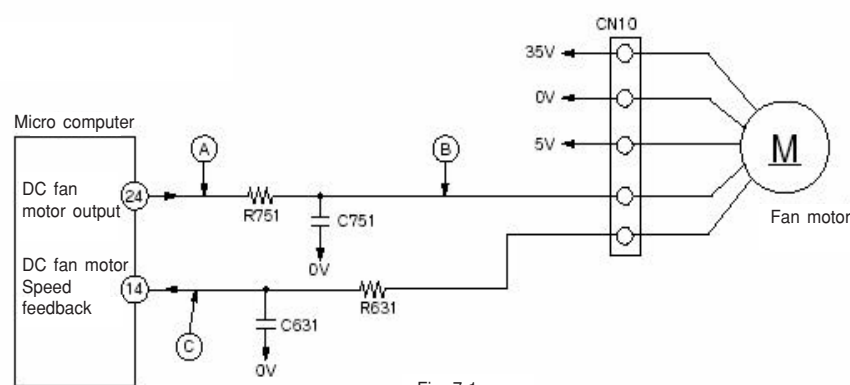 CN10
35V
0V
5V
Micro computer
A
B
M
DC fan
motor output
24
R751
C751
0V
Fan motor
DC fan motor
Speed
feedback
14
R631
C631
C
0V